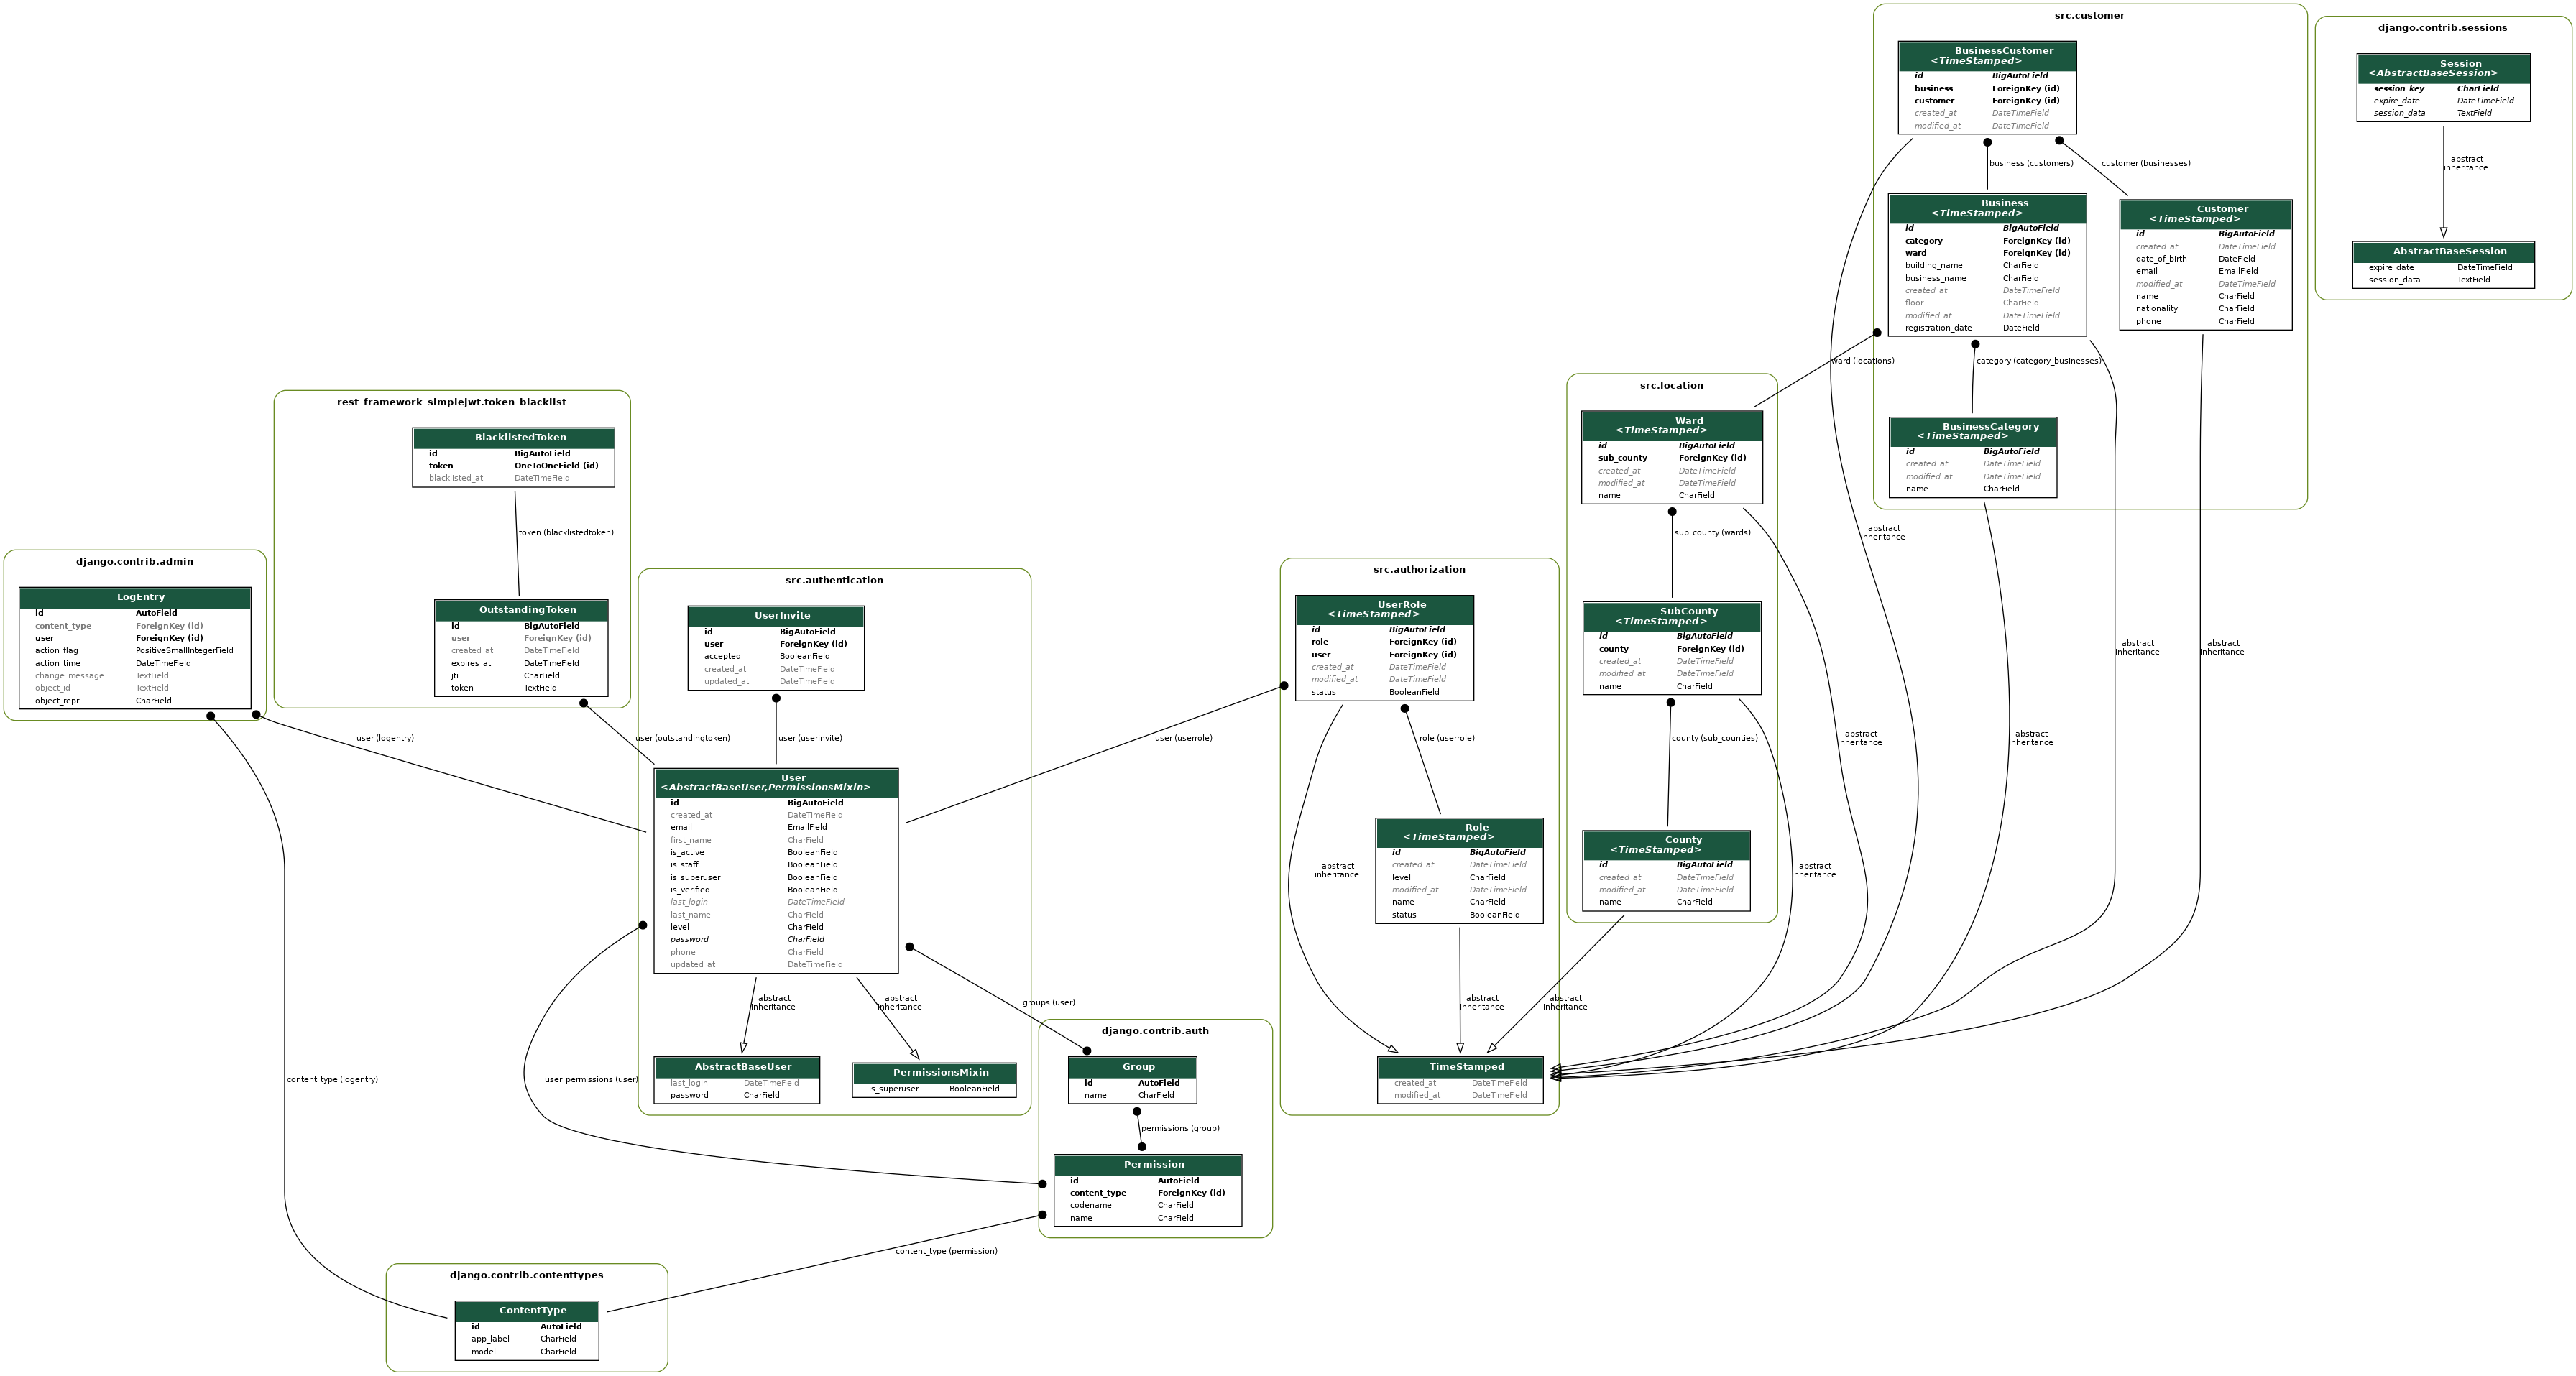 src.customer
BusinessCustomer
<TimeStamped>
id BigAutoField
business ForeignKey (id)
customer ForeignKey (id)
created_at DateTimeField
modified_at DateTimeField
business (customers)
customer (businesses)
Business
<TimeStamped>
id BigAutoField
category ForeignKey (id)
ward ForeignKey (id)
building_name CharField
business_name CharField
created_at DateTimeField
floor CharField
modified_at DateTimeField
registration_date DateField
Customer
<TimeStamped>
id BigAutoField
created_at DateTimeField
date_of_birth DateField
email EmailField
modified_at DateTimeField
name CharField
nationality CharField
phone CharField
ward (locations)
category (category_businesses)
BusinessCategory
<TimeStamped>
id BigAutoField
created_at DateTimeField
modified_at DateTimeField
name CharField
abstract
inheritance
abstract
inheritance
abstract
inheritance
abstract
inheritance
django.contrib.sessions
Session
<AbstractBaseSession>
session_key CharField
expire_date DateTimeField
session_data TextField
abstract
inheritance
AbstractBaseSession
expire_date DateTimeField
session_data TextField
src.location
Ward
<TimeStamped>
id BigAutoField
sub_county ForeignKey (id)
created_at DateTimeField
modified_at DateTimeField
name CharField
sub_county (wards)
SubCounty
<TimeStamped>
id BigAutoField
county ForeignKey (id)
created_at DateTimeField
modified_at DateTimeField
name CharField
county (sub_counties)
abstract
inheritance
County
<TimeStamped>
id BigAutoField
created_at DateTimeField
modified_at DateTimeField
name CharField
abstract
inheritance
abstract
inheritance
rest_framework_simplejwt.token_blacklist
BlacklistedToken
id BigAutoField
token OneToOneField (id)
blacklisted_at DateTimeField
token (blacklistedtoken)
OutstandingToken
id BigAutoField
user ForeignKey (id)
created_at DateTimeField
expires_at DateTimeField
jti CharField
token TextField
user (outstandingtoken)
django.contrib.admin
LogEntry
id AutoField
content_type ForeignKey (id)
user ForeignKey (id)
action_flag PositiveSmallIntegerField
action_time DateTimeField
change_message TextField
object_id TextField
object_repr CharField
user (logentry)
content_type (logentry)
src.authentication
UserInvite
id BigAutoField
user ForeignKey (id)
accepted BooleanField
created_at DateTimeField
updated_at DateTimeField
user (userinvite)
User
<AbstractBaseUser,PermissionsMixin>
id BigAutoField
created_at DateTimeField
email EmailField
first_name CharField
is_active BooleanField
is_staff BooleanField
is_superuser BooleanField
is_verified BooleanField
last_login DateTimeField
last_name CharField
level CharField
password CharField
phone CharField
updated_at DateTimeField
abstract
inheritance
abstract
inheritance
AbstractBaseUser
last_login DateTimeField
password CharField
PermissionsMixin
is_superuser BooleanField
user_permissions (user)
groups (user)
src.authorization
UserRole
<TimeStamped>
id BigAutoField
role ForeignKey (id)
user ForeignKey (id)
created_at DateTimeField
modified_at DateTimeField
status BooleanField
user (userrole)
role (userrole)
Role
<TimeStamped>
id BigAutoField
created_at DateTimeField
level CharField
modified_at DateTimeField
name CharField
status BooleanField
abstract
inheritance
abstract
inheritance
TimeStamped
created_at DateTimeField
modified_at DateTimeField
django.contrib.auth
Group
id AutoField
name CharField
permissions (group)
Permission
id AutoField
content_type ForeignKey (id)
codename CharField
name CharField
content_type (permission)
django.contrib.contenttypes
ContentType
id AutoField
app_label CharField
model CharField